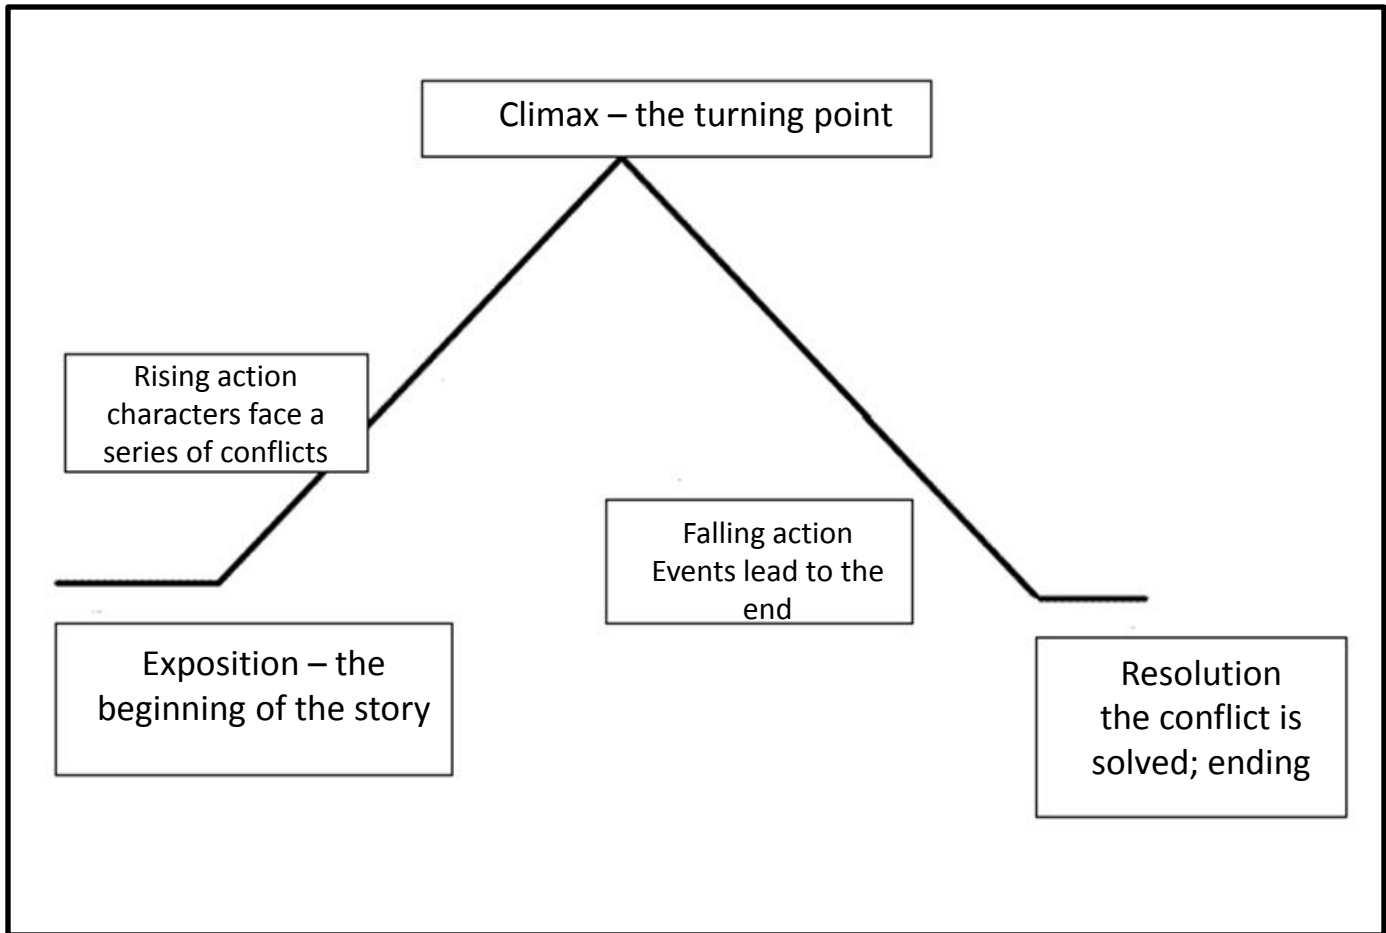 Climax – the turning point
Rising action
characters face a
series of conflicts
Falling action
Events lead to the
end
Exposition – the
beginning of the story
Resolution
the conflict is
solved; ending